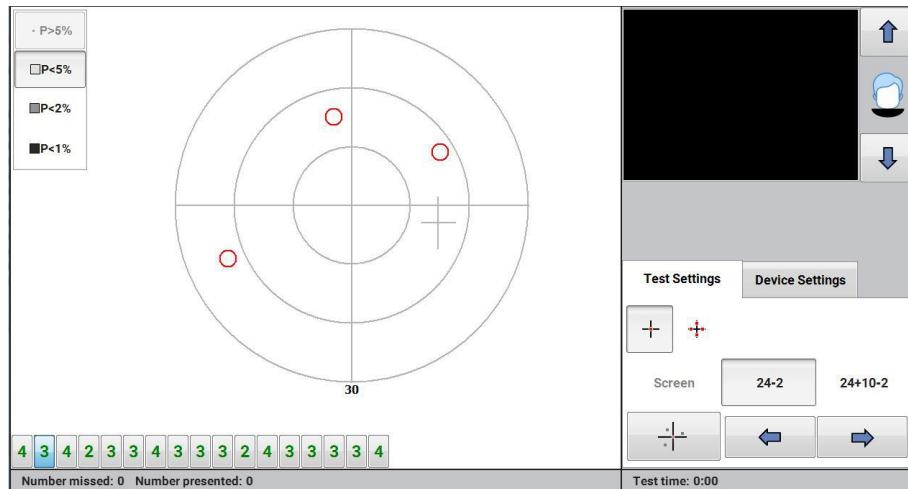 · P>5%
P<5%
P<2%
P<1%
30
4 3 4 2 3 3 4 3 3 3 2 4 3 3 3 3 4
Number missed: 0 Number presented: 0
Test Settings
Device Settings
Screen
24-2
24+10-2
Test time: 0:00